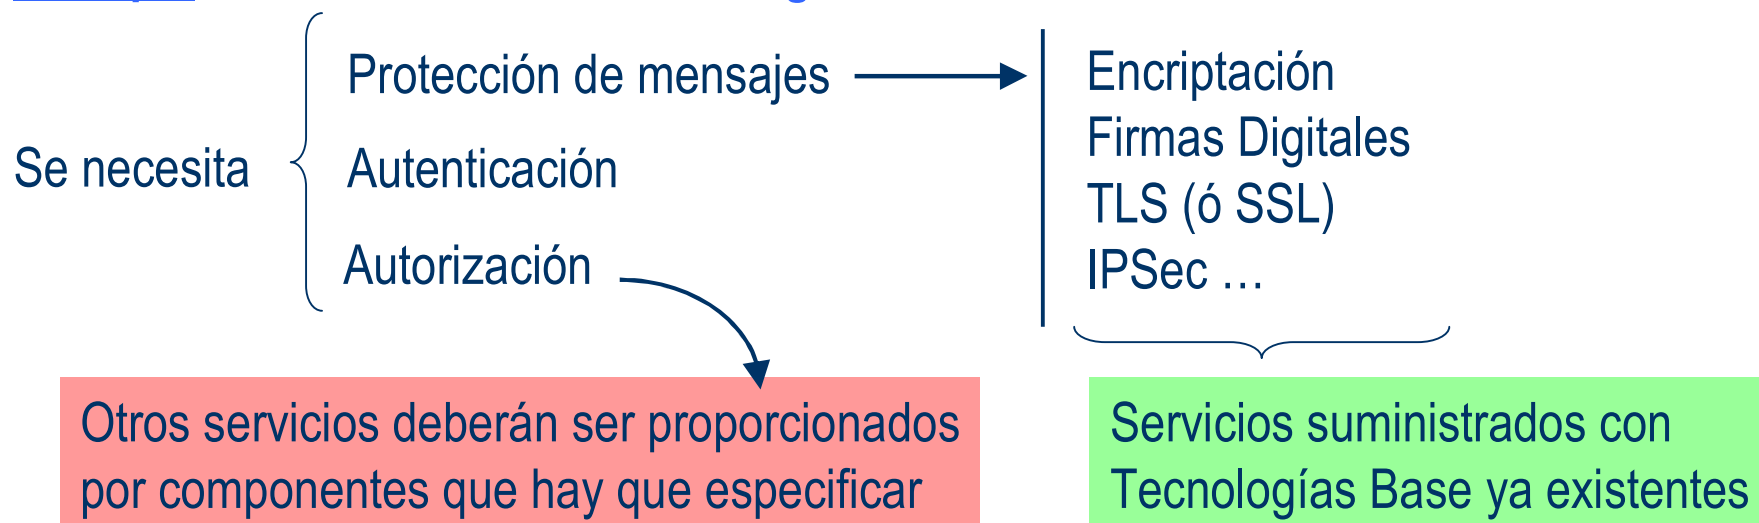 Protección de mensajes
Se necesita
Autenticación
Autorización
Encriptación
Firmas Digitales
TLS (ó SSL)
IPSec …
Otros servicios deberán ser proporcionados
por componentes que hay que especificar
Servicios suministrados con
Tecnologías Base ya existentes